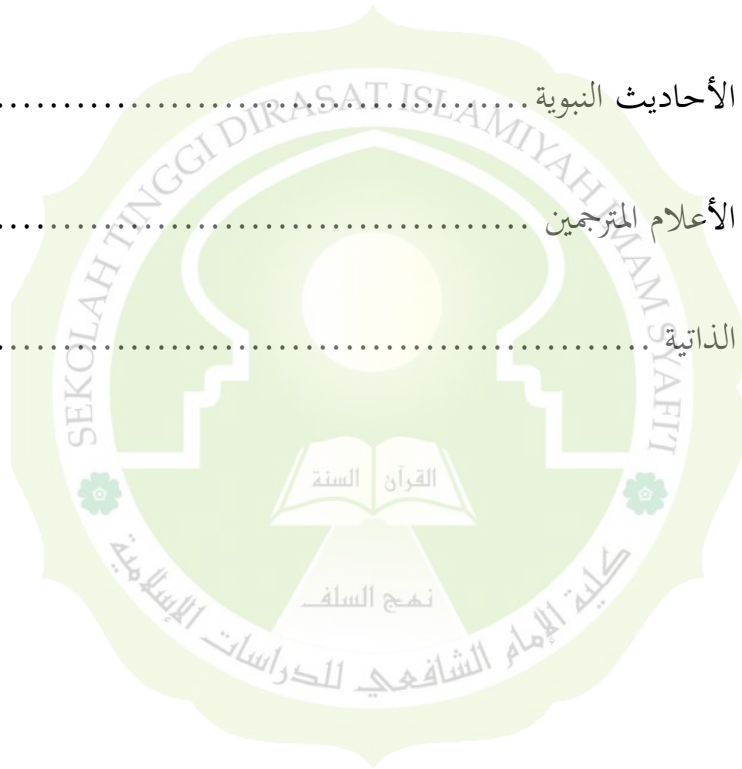 الأحاديث النبوية ........................................
الأعلام المترجمين ........................................
الذاتية ..................................................
SEKOLAH TINGGI DIRASAT ISLAMIYAH IMAM SYAFI'I
القرآن السنة
نهج السلف
كلية الإمام الشافعي للدراسات الإسلامية